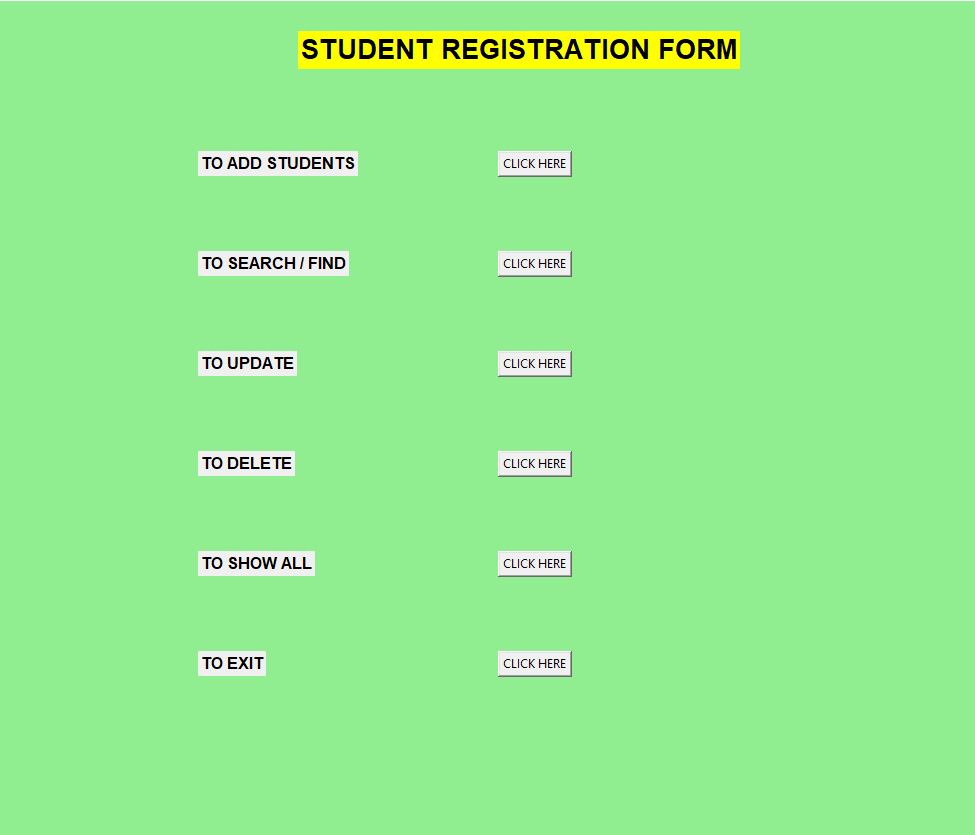 STUDENT REGISTRATION FORM
TO ADD STUDENTS CLICK HERE
TO SEARCH / FIND CLICK HERE
TO UPDATE CLICK HERE
TO DELETE CLICK HERE
TO SHOW ALL CLICK HERE
TO EXIT CLICK HERE